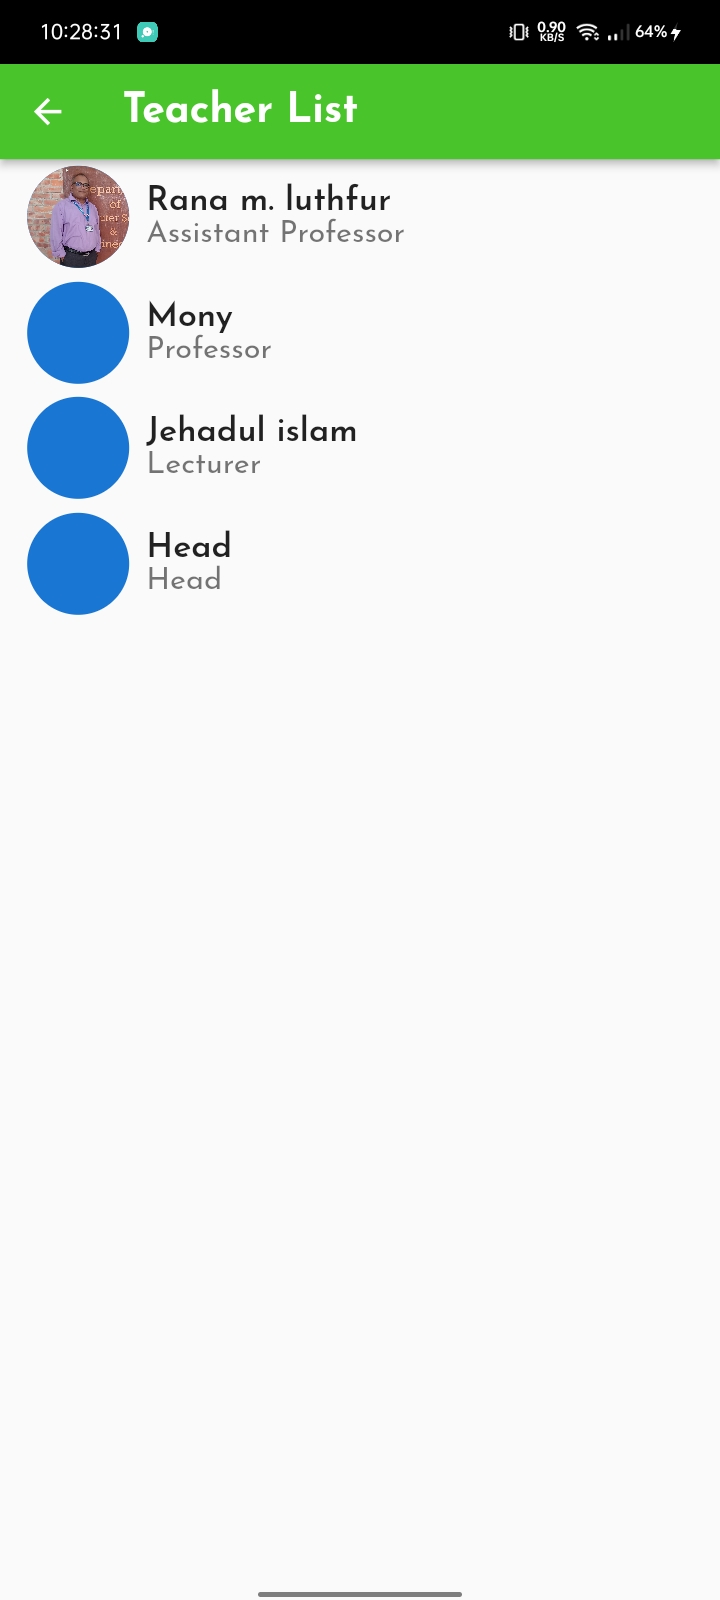 10:28:31 0.90 KB/S 64%
Teacher List
Rana m. luthfur
Assistant Professor
Mony
Professor
Jehadul islam
Lecturer
Head
Head